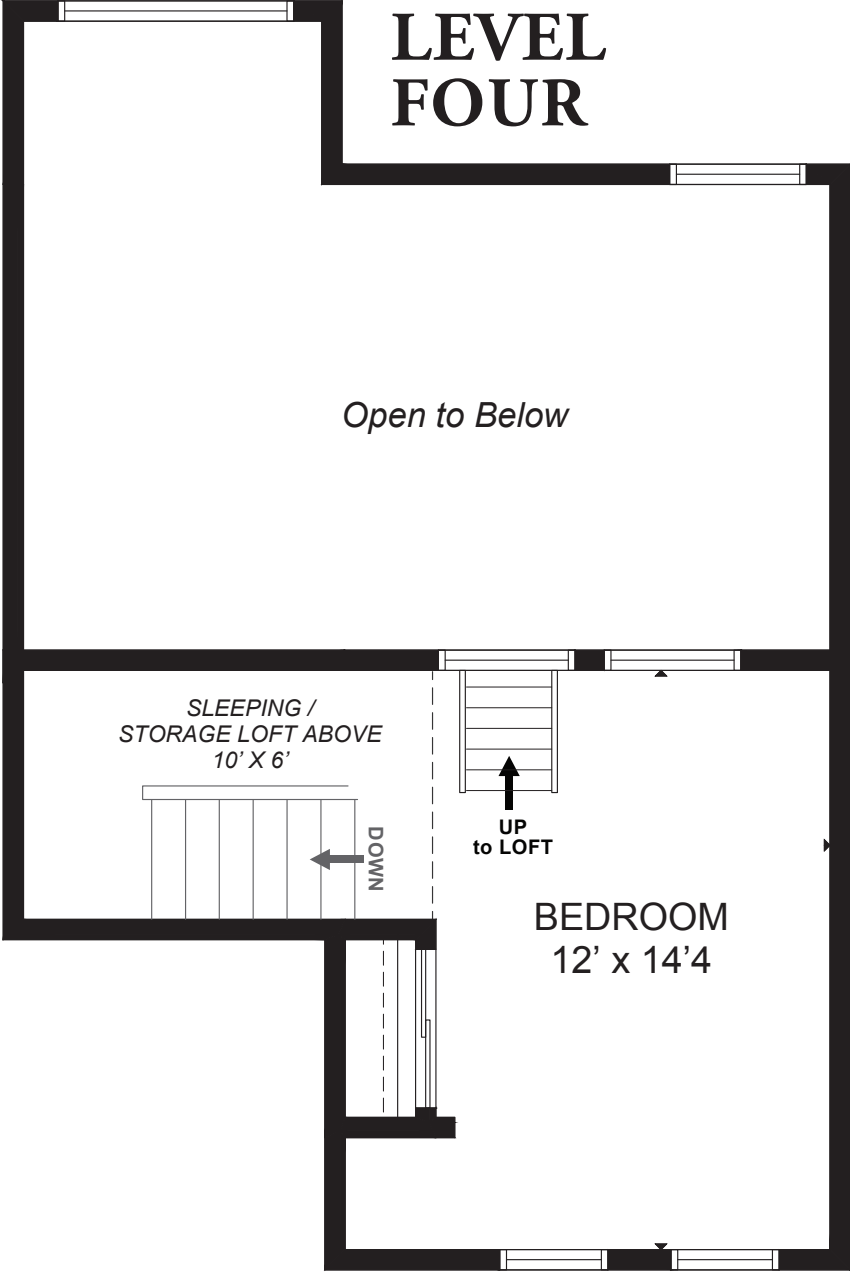 LEVEL
FOUR
Open to Below
SLEEPING /
STORAGE LOFT ABOVE
10’ X 6’
DOWN
UP
to LOFT
BEDROOM
12’ x 14’4